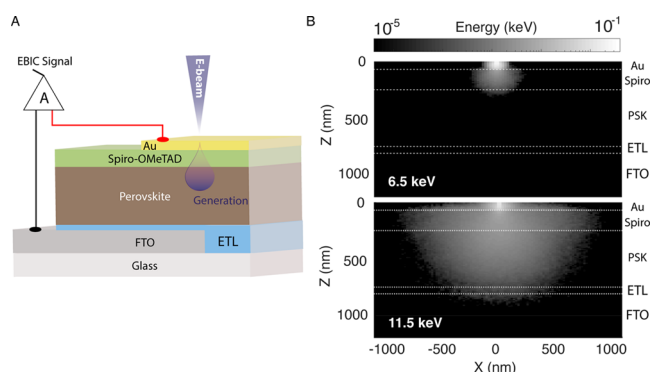 A
EBIC Signal
A
E-beam
Au
Spiro-OMeTAD
Perovskite
Generation
FTO
ETL
Glass
B
Energy (keV)
10^-5
10^-1
0
500
1000
Z (nm)
Au
Spiro
PSK
ETL
FTO
6.5 keV
0
500
1000
Z (nm)
Au
Spiro
PSK
ETL
FTO
11.5 keV
-1000 -500 0 500 1000
X (nm)